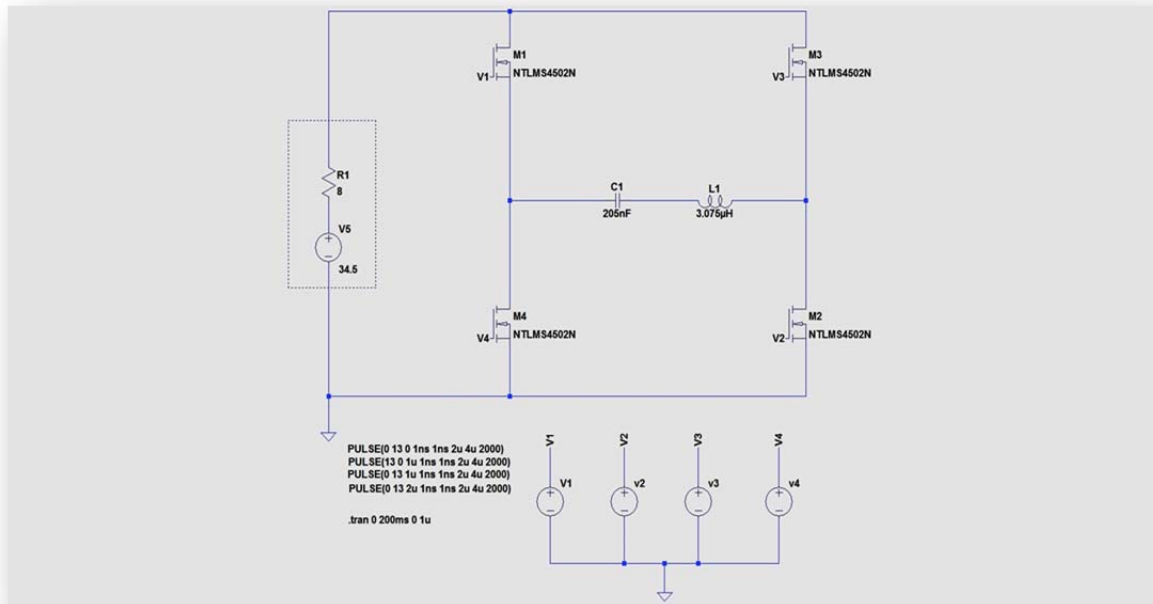 M1
NTLMS4502N
V1
M3
NTLMS4502N
V3
R1
8
V5
34.5
C1
205nF
L1
3.075µH
M4
NTLMS4502N
V4
M2
NTLMS4502N
V2
PULSE(0 13 0 1ns 1ns 2u 4u 2000)
PULSE(13 0 1u 1ns 1ns 2u 4u 2000)
PULSE(0 13 1u 1ns 1ns 2u 4u 2000)
PULSE(0 13 2u 1ns 1ns 2u 4u 2000)
.tran 0 200ms 0 1u
V1
V2
V3
V4
V1
v2
v3
v4